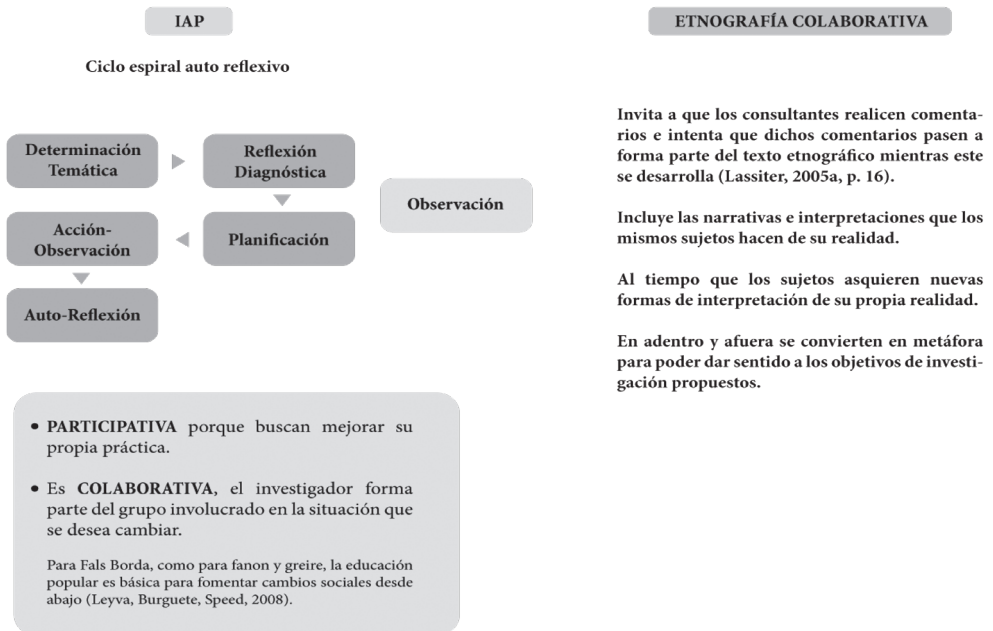 IAP
Ciclo espiral auto reflexivo
Determinación
Temática
Reflexión
Diagnóstica
Observación
Acción-
Observación
Planificación
Auto-Reflexión
• PARTICIPATIVA porque buscan mejorar su
propia práctica.
• Es COLABORATIVA, el investigador forma
parte del grupo involucrado en la situación que
se desea cambiar.
Para Fals Borda, como para fanon y greire, la educación
popular es básica para fomentar cambios sociales desde
abajo (Leyva, Burguete, Speed, 2008).
ETNOGRAFÍA COLABORATIVA
Invita a que los consultantes realicen comenta-
rios e intenta que dichos comentarios pasen a
forma parte del texto etnográfico mientras este
se desarrolla (Lassiter, 2005a, p. 16).
Incluye las narrativas e interpretaciones que los
mismos sujetos hacen de su realidad.
Al tiempo que los sujetos asquieren nuevas
formas de interpretación de su propia realidad.
En adentro y afuera se convierten en metáfora
para poder dar sentido a los objetivos de investi-
gación propuestos.